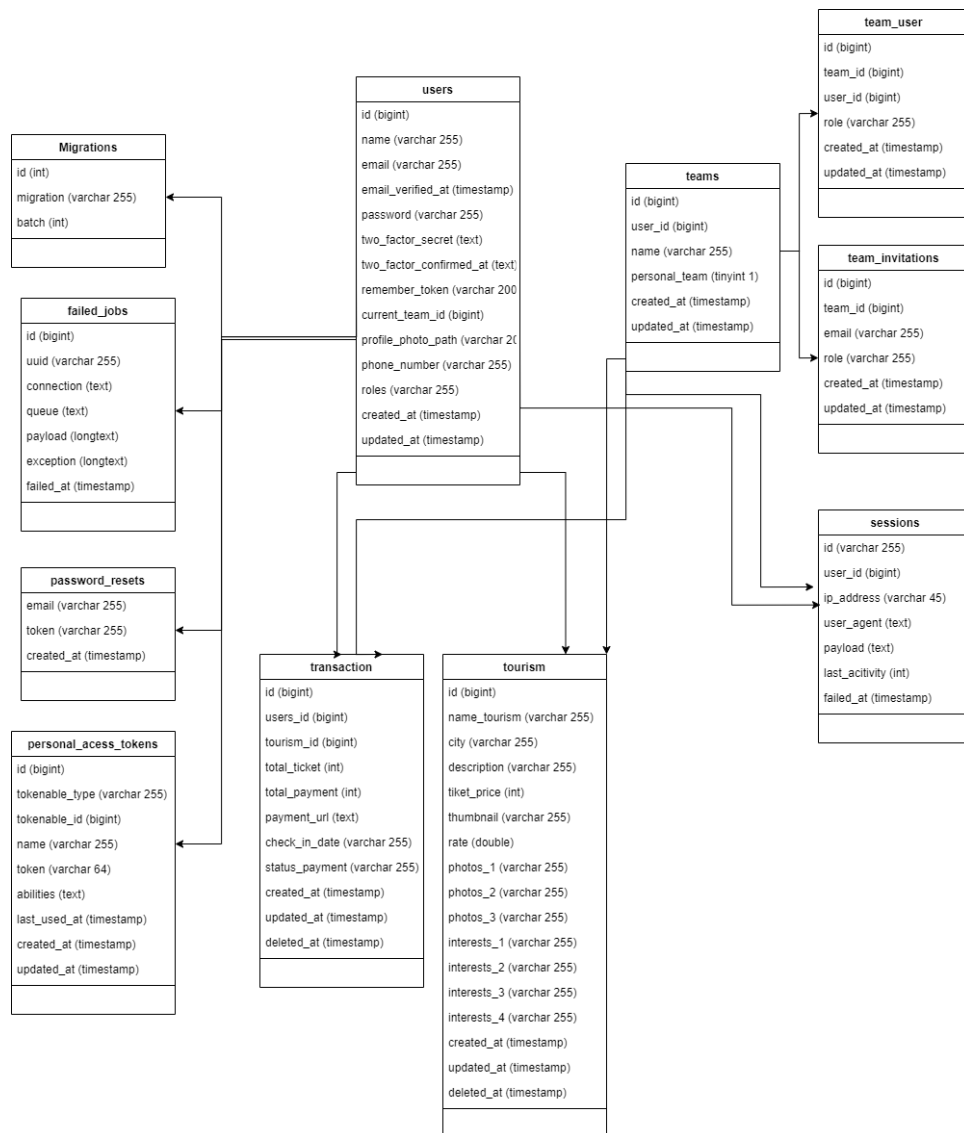 team_user
id (bigint)
team_id (bigint)
user_id (bigint)
role (varchar 255)
created_at (timestamp)
updated_at (timestamp)
users
id (bigint)
name (varchar 255)
email (varchar 255)
email_verified_at (timestamp)
password (varchar 255)
two_factor_secret (text)
two_factor_confirmed_at (text)
remember_token (varchar 200
current_team_id (bigint)
profile_photo_path (varchar 20
phone_number (varchar 255)
roles (varchar 255)
created_at (timestamp)
updated_at (timestamp)
Migrations
id (int)
migration (varchar 255)
batch (int)
teams
id (bigint)
user_id (bigint)
name (varchar 255)
personal_team (tinyint 1)
created_at (timestamp)
updated_at (timestamp)
team_invitations
id (bigint)
team_id (bigint)
email (varchar 255)
role (varchar 255)
created_at (timestamp)
updated_at (timestamp)
failed_jobs
id (bigint)
uuid (varchar 255)
connection (text)
queue (text)
payload (longtext)
exception (longtext)
failed_at (timestamp)
sessions
id (varchar 255)
user_id (bigint)
ip_address (varchar 45)
user_agent (text)
payload (text)
last_acitivity (int)
failed_at (timestamp)
password_resets
email (varchar 255)
token (varchar 255)
created_at (timestamp)
transaction
id (bigint)
users_id (bigint)
tourism_id (bigint)
total_ticket (int)
total_payment (int)
payment_url (text)
check_in_date (varchar 255)
status_payment (varchar 255)
created_at (timestamp)
updated_at (timestamp)
deleted_at (timestamp)
tourism
id (bigint)
name_tourism (varchar 255)
city (varchar 255)
description (varchar 255)
tiket_price (int)
thumbnail (varchar 255)
rate (double)
photos_1 (varchar 255)
photos_2 (varchar 255)
photos_3 (varchar 255)
interests_1 (varchar 255)
interests_2 (varchar 255)
interests_3 (varchar 255)
interests_4 (varchar 255)
created_at (timestamp)
updated_at (timestamp)
deleted_at (timestamp)
personal_acess_tokens
id (bigint)
tokenable_type (varchar 255)
tokenable_id (bigint)
name (varchar 255)
token (varchar 64)
abilities (text)
last_used_at (timestamp)
created_at (timestamp)
updated_at (timestamp)